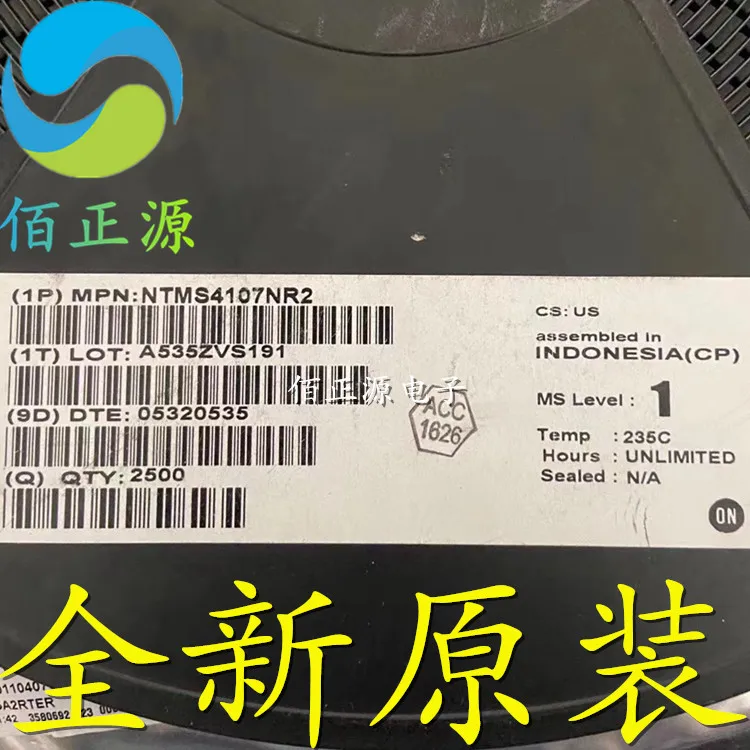 佰正源
(1P) MPN:NTMS4107NR2
(1T) LOT: A535ZVS191
(9D) DTE: 05320535
(Q) QTY: 2500
CS: US
assembled in
INDONESIA(CP)
MS Level : 1
Temp : 235C
Hours : UNLIMITED
Sealed : N/A
佰正源电子
ACC
1626
ON
全新原装
A2RTER